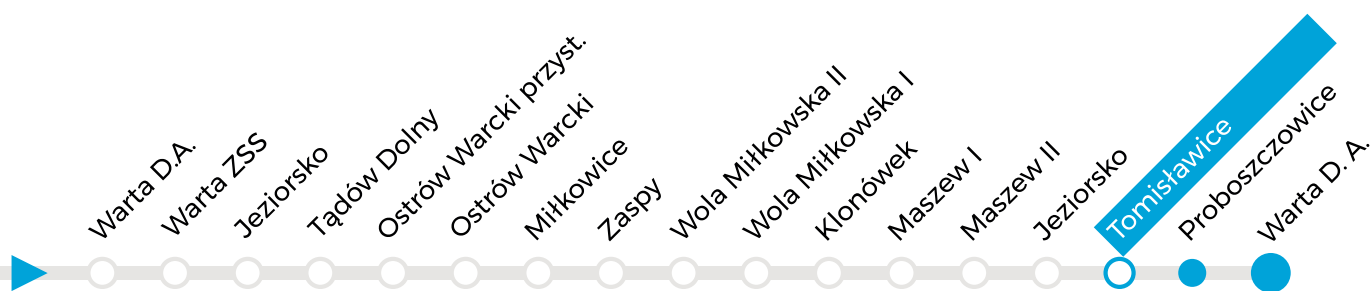 Warta D.A.
Warta ZSS
Jeziorsko
Tądów Dolny
Ostrów Warcki przyst.
Ostrów Warcki
Miłkowice
Zaspy
Wola Miłkowska II
Wola Miłkowska I
Klonówek
Maszew I
Maszew II
Jeziorsko
Tomisławice
Proboszczowice
Warta D. A.